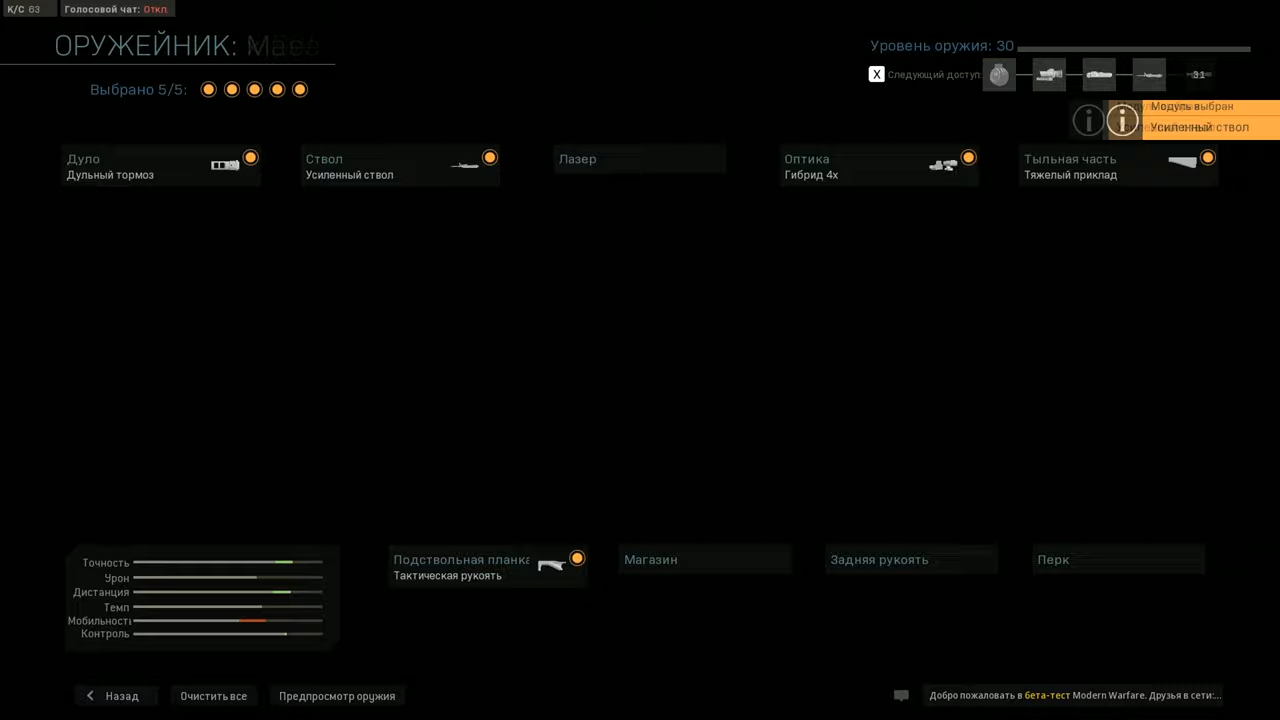 К/С 63
Голосовой чат: Откл.
ОРУЖЕЙНИК:
Уровень оружия: 30
X Следующий доступ:
31
Выбрано 5/5:
Модуль выбран
Усиленный ствол
Дуло
Дульный тормоз
Ствол
Усиленный ствол
Лазер
Оптика
Гибрид 4x
Тыльная часть
Тяжелый приклад
Точность
Урон
Дистанция
Темп
Мобильность
Контроль
Подствольная планка
Тактическая рукоять
Магазин
Задняя рукоять
Перк
Назад
Очистить все
Предпросмотр оружия
Добро пожаловать в бета-тест Modern Warfare. Друзья в сети:...